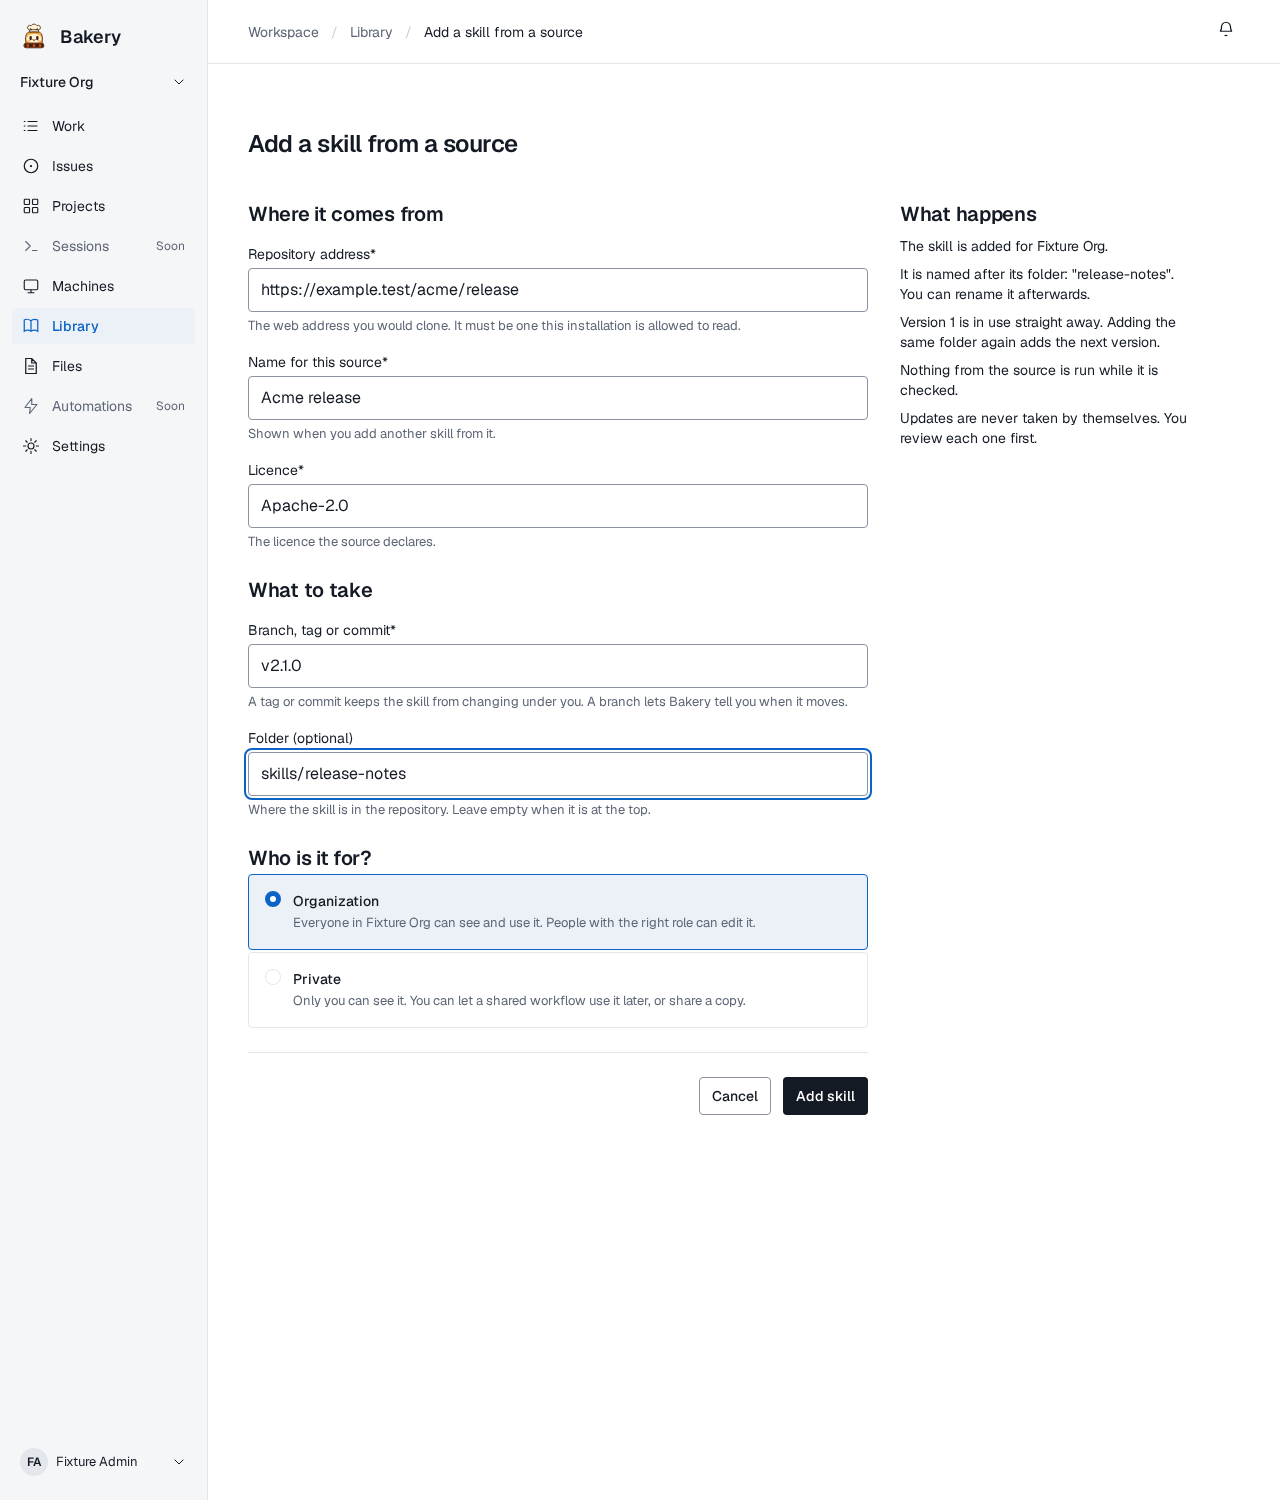 Bakery
Fixture Org
Work
Issues
Projects
Sessions Soon
Machines
Library
Files
Automations Soon
Settings
FA Fixture Admin
Workspace / Library / Add a skill from a source
Add a skill from a source
Where it comes from
Repository address*
https://example.test/acme/release
The web address you would clone. It must be one this installation is allowed to read.
Name for this source*
Acme release
Shown when you add another skill from it.
Licence*
Apache-2.0
The licence the source declares.
What to take
Branch, tag or commit*
v2.1.0
A tag or commit keeps the skill from changing under you. A branch lets Bakery tell you when it moves.
Folder (optional)
skills/release-notes
Where the skill is in the repository. Leave empty when it is at the top.
Who is it for?
Organization
Everyone in Fixture Org can see and use it. People with the right role can edit it.
Private
Only you can see it. You can let a shared workflow use it later, or share a copy.
Cancel Add skill
What happens
The skill is added for Fixture Org.
It is named after its folder: "release-notes".
You can rename it afterwards.
Version 1 is in use straight away. Adding the
same folder again adds the next version.
Nothing from the source is run while it is
checked.
Updates are never taken by themselves. You
review each one first.